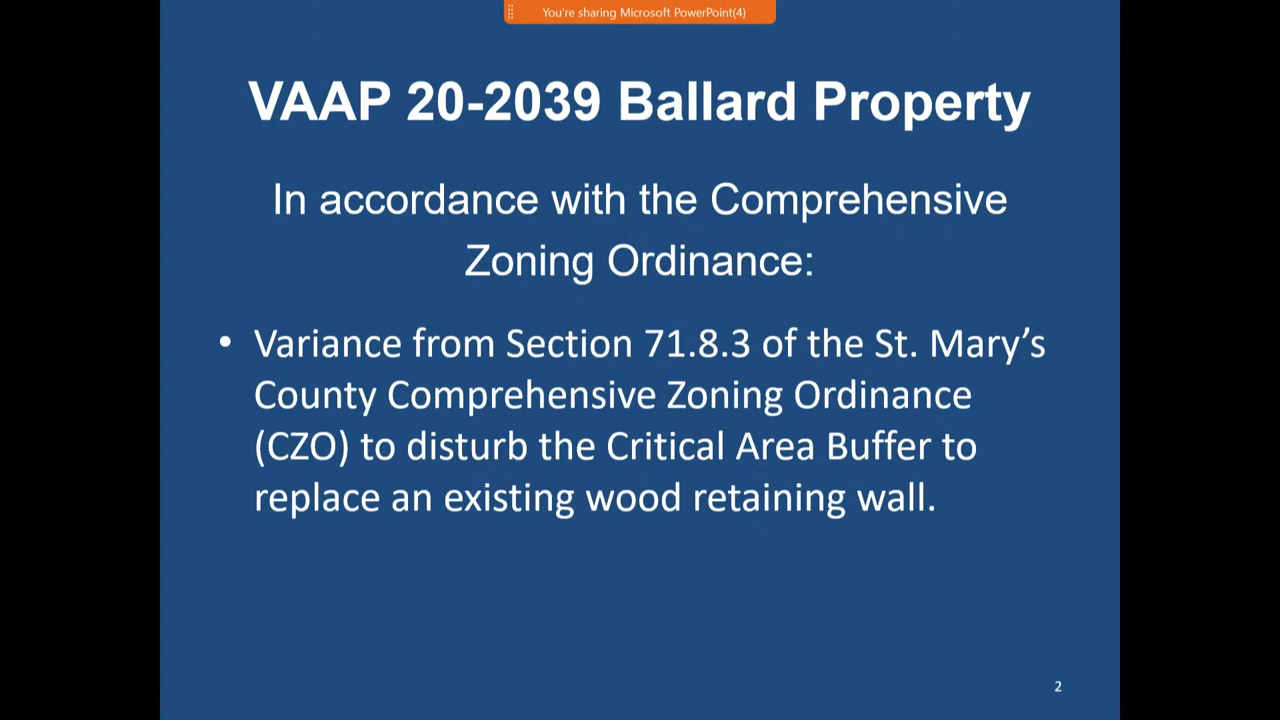 You're sharing Microsoft PowerPoint(4)
VAAP 20-2039 Ballard Property
In accordance with the Comprehensive
Zoning Ordinance:
• Variance from Section 71.8.3 of the St. Mary’s
County Comprehensive Zoning Ordinance
(CZO) to disturb the Critical Area Buffer to
replace an existing wood retaining wall.
2